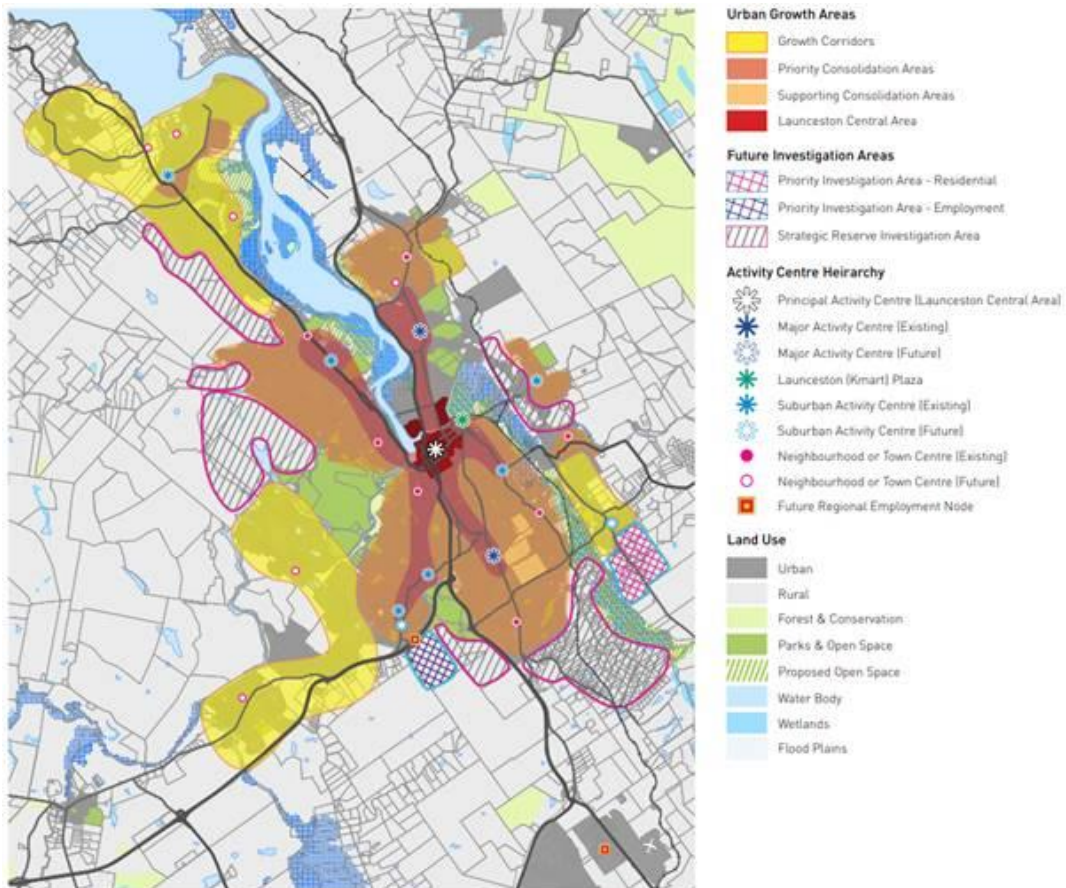 Urban Growth Areas
Growth Corridors
Priority Consolidation Areas
Supporting Consolidation Areas
Launceston Central Area
Future Investigation Areas
Priority Investigation Area - Residential
Priority Investigation Area - Employment
Strategic Reserve Investigation Area
Activity Centre Heirarchy
Principal Activity Centre (Launceston Central Area)
Major Activity Centre (Existing)
Major Activity Centre (Future)
Launceston (Kmart) Plaza
Suburban Activity Centre (Existing)
Suburban Activity Centre (Future)
Neighbourhood or Town Centre (Existing)
Neighbourhood or Town Centre (Future)
Future Regional Employment Node
Land Use
Urban
Rural
Forest & Conservation
Parks & Open Space
Proposed Open Space
Water Body
Wetlands
Flood Plains